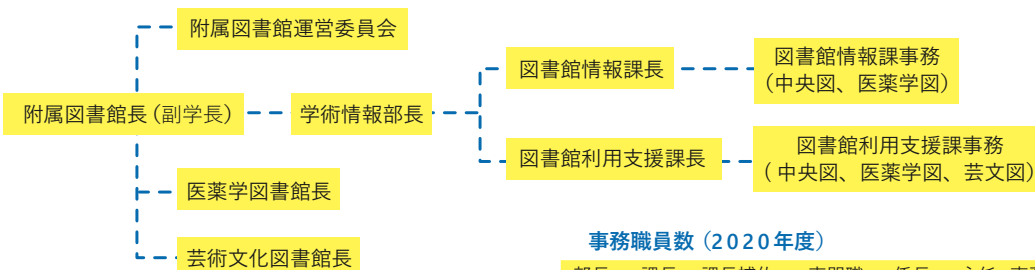 附属図書館運営委員会
図書館情報課長
図書館情報課事務
(中央図、医薬学図)
附属図書館長(副学長)
学術情報部長
図書館利用支援課長
図書館利用支援課事務
(中央図、医薬学図、芸文図)
医薬学図書館長
芸術文化図書館長
事務職員数(2020年度)